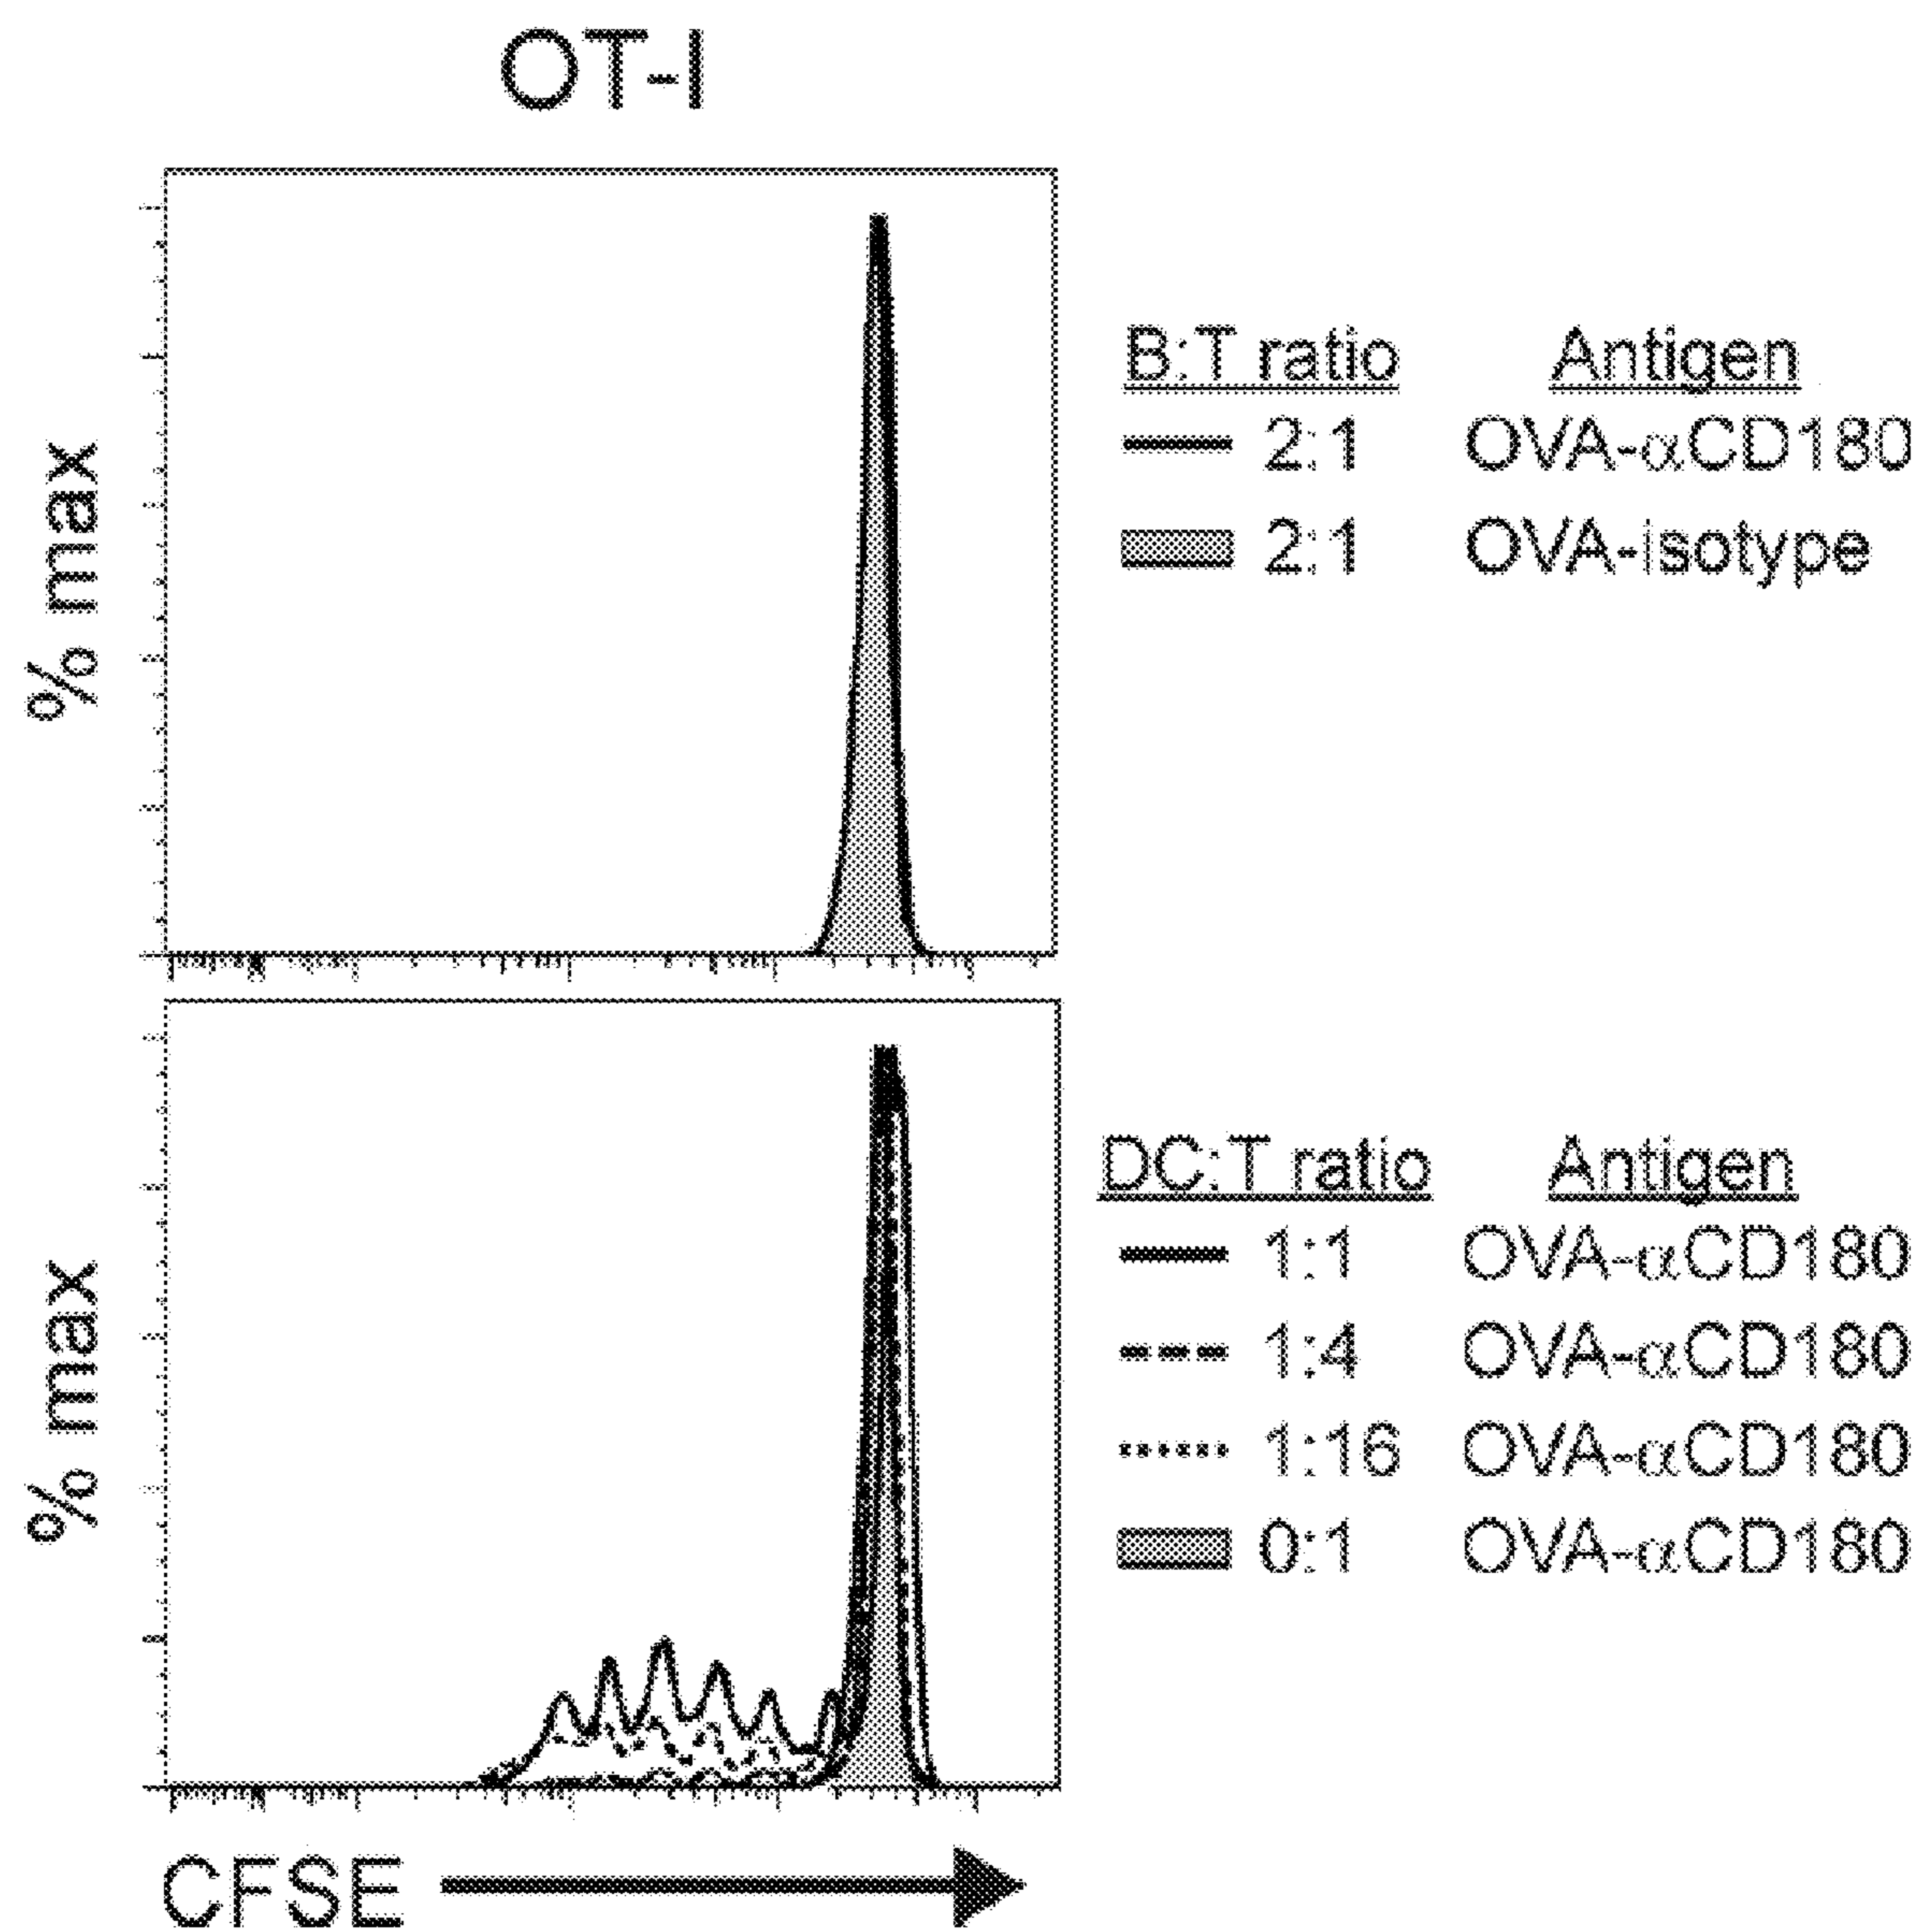 OT-I
% max
B:T ratio Antigen
2:1 OVA-αCD180
2:1 OVA-isotype
% max
DC:T ratio Antigen
1:1 OVA-αCD180
1:4 OVA-αCD180
1:16 OVA-αCD180
0:1 OVA-αCD180
CFSE